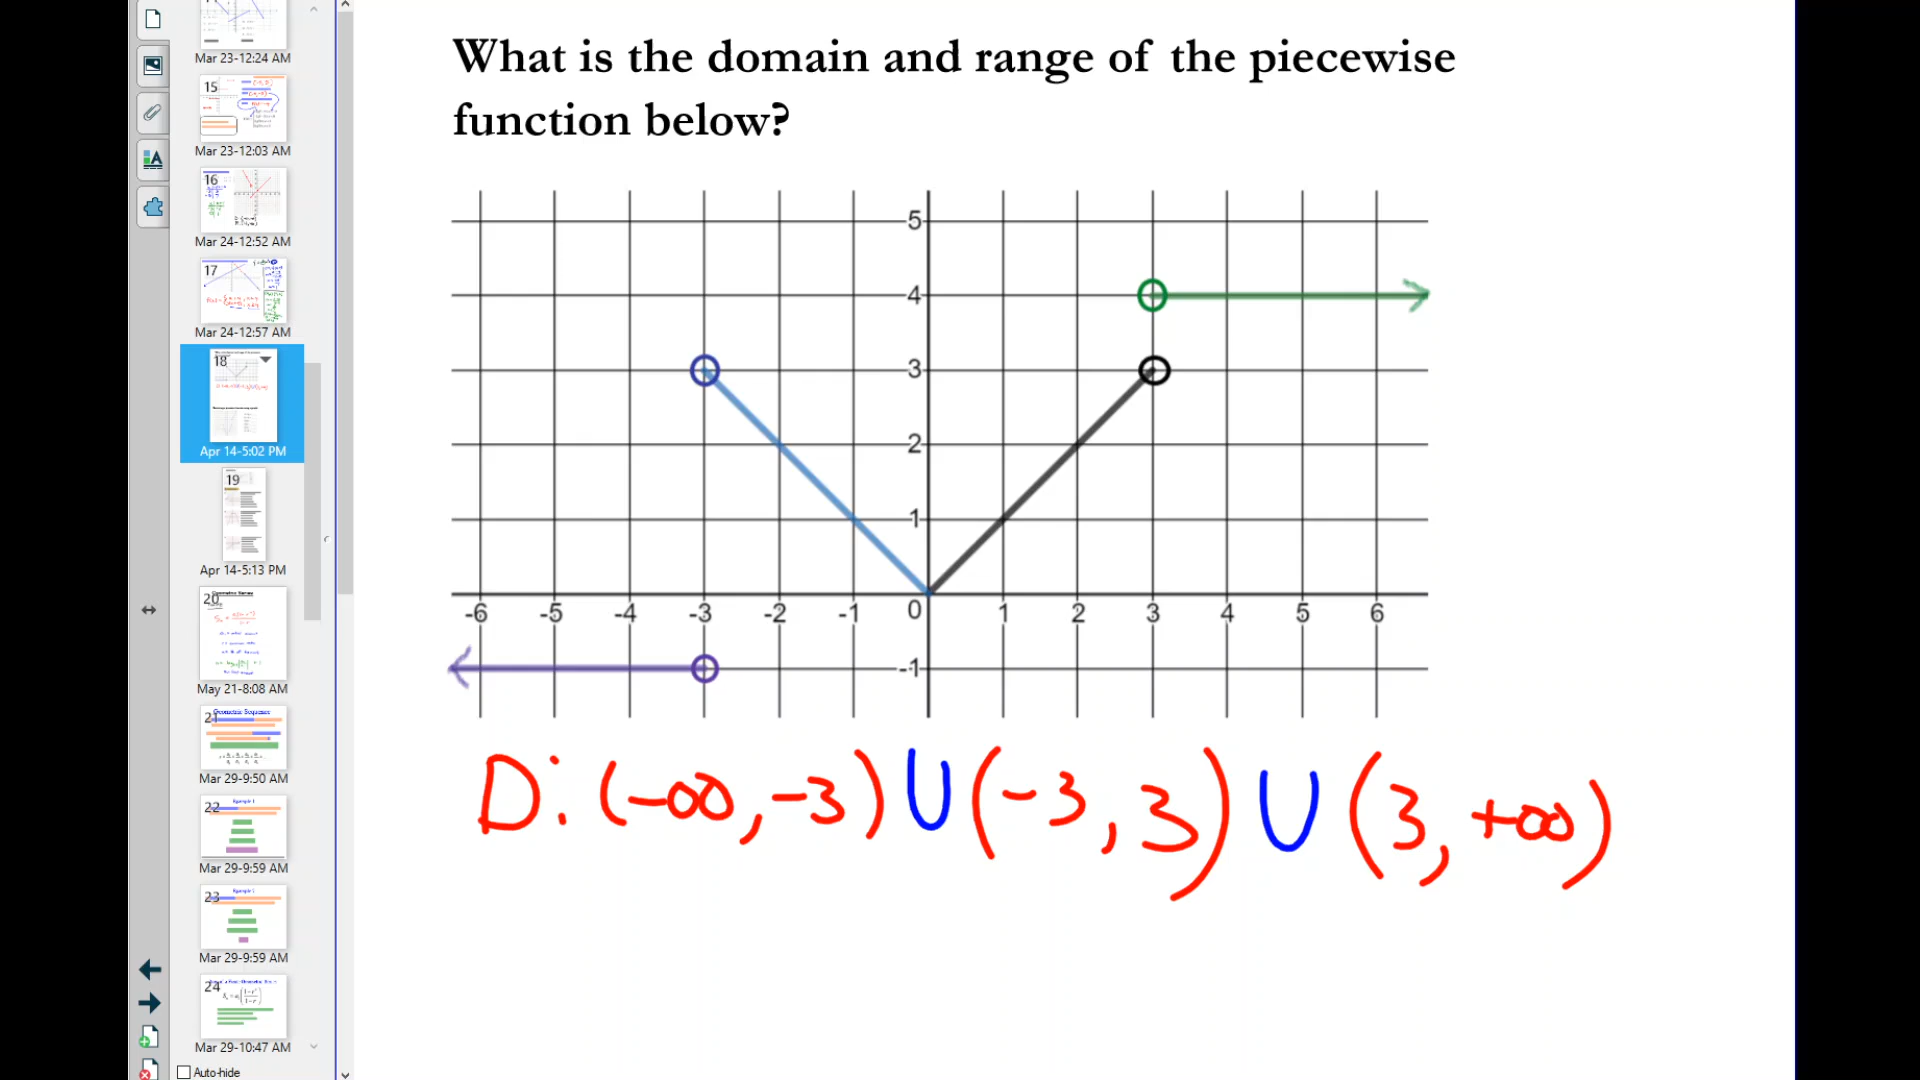 Mar 23-12:24 AM
15
Mar 23-12:03 AM
16
Mar 24-12:52 AM
17
Mar 24-12:57 AM
18
Apr 14-5:02 PM
19
Apr 14-5:13 PM
20
May 21-8:08 AM
21
Geometric Sequence
Mar 29-9:50 AM
22
Mar 29-9:59 AM
23
Mar 29-9:59 AM
24
Mar 29-10:47 AM
Auto-hide
What is the domain and range of the piecewise
function below?
5
4
3
2
1
-6 -5 -4 -3 -2 -1 0 1 2 3 4 5 6
-1
D: (-∞, -3) U (-3, 3) U (3, +∞)